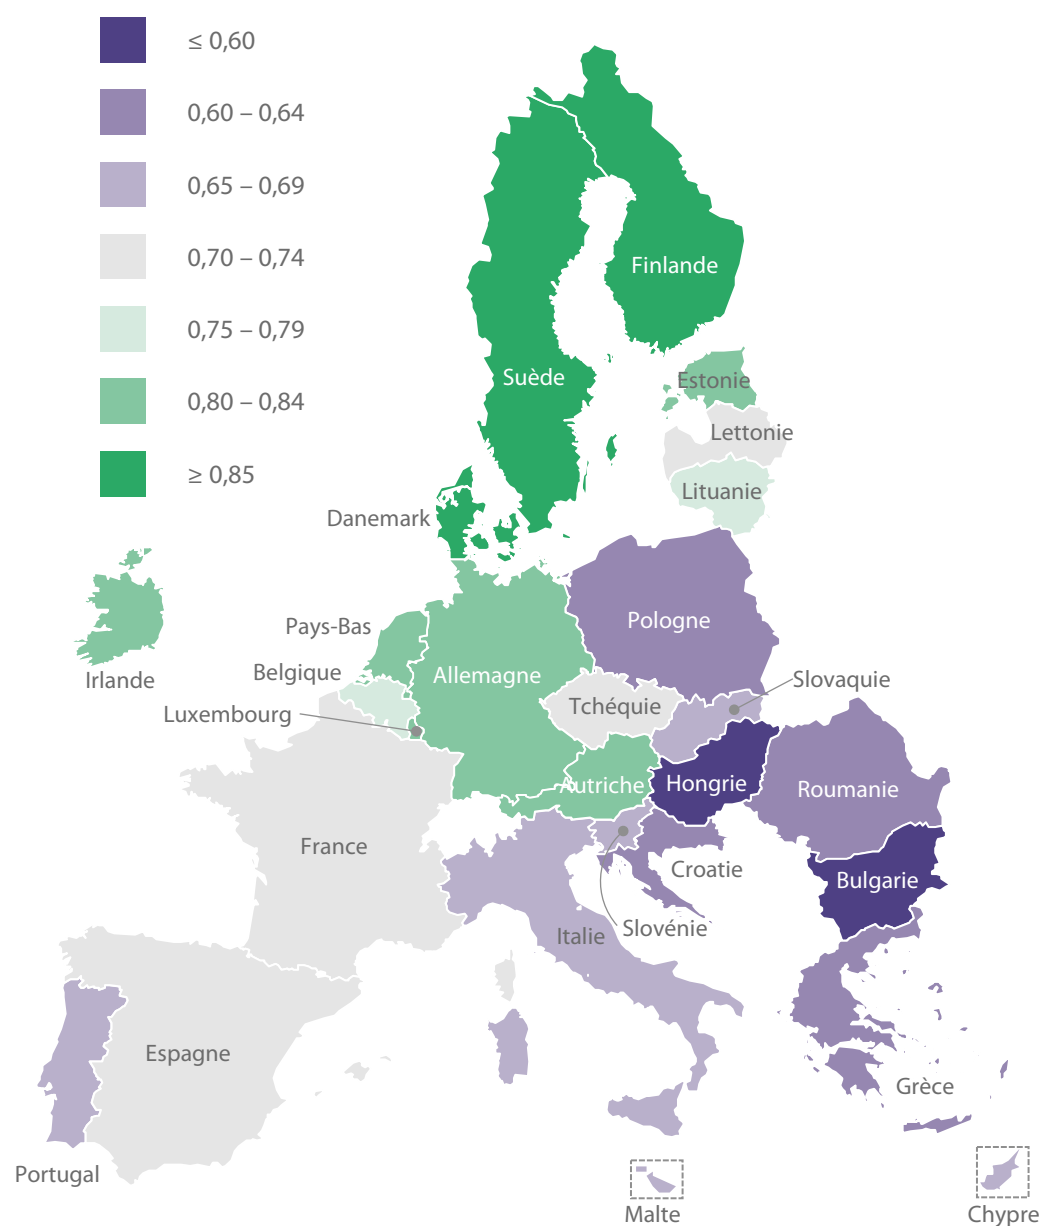 ≤ 0,60
0,60 – 0,64
0,65 – 0,69
0,70 – 0,74
0,75 – 0,79
0,80 – 0,84
≥ 0,85
Finlande
Suède
Estonie
Lettonie
Lituanie
Danemark
Pologne
Pays-Bas
Belgique
Allemagne
Irlande
Slovaquie
Tchéquie
Luxembourg
Autriche
Hongrie
Roumanie
France
Croatie
Bulgarie
Slovénie
Italie
Espagne
Grèce
Portugal
Malte
Chypre